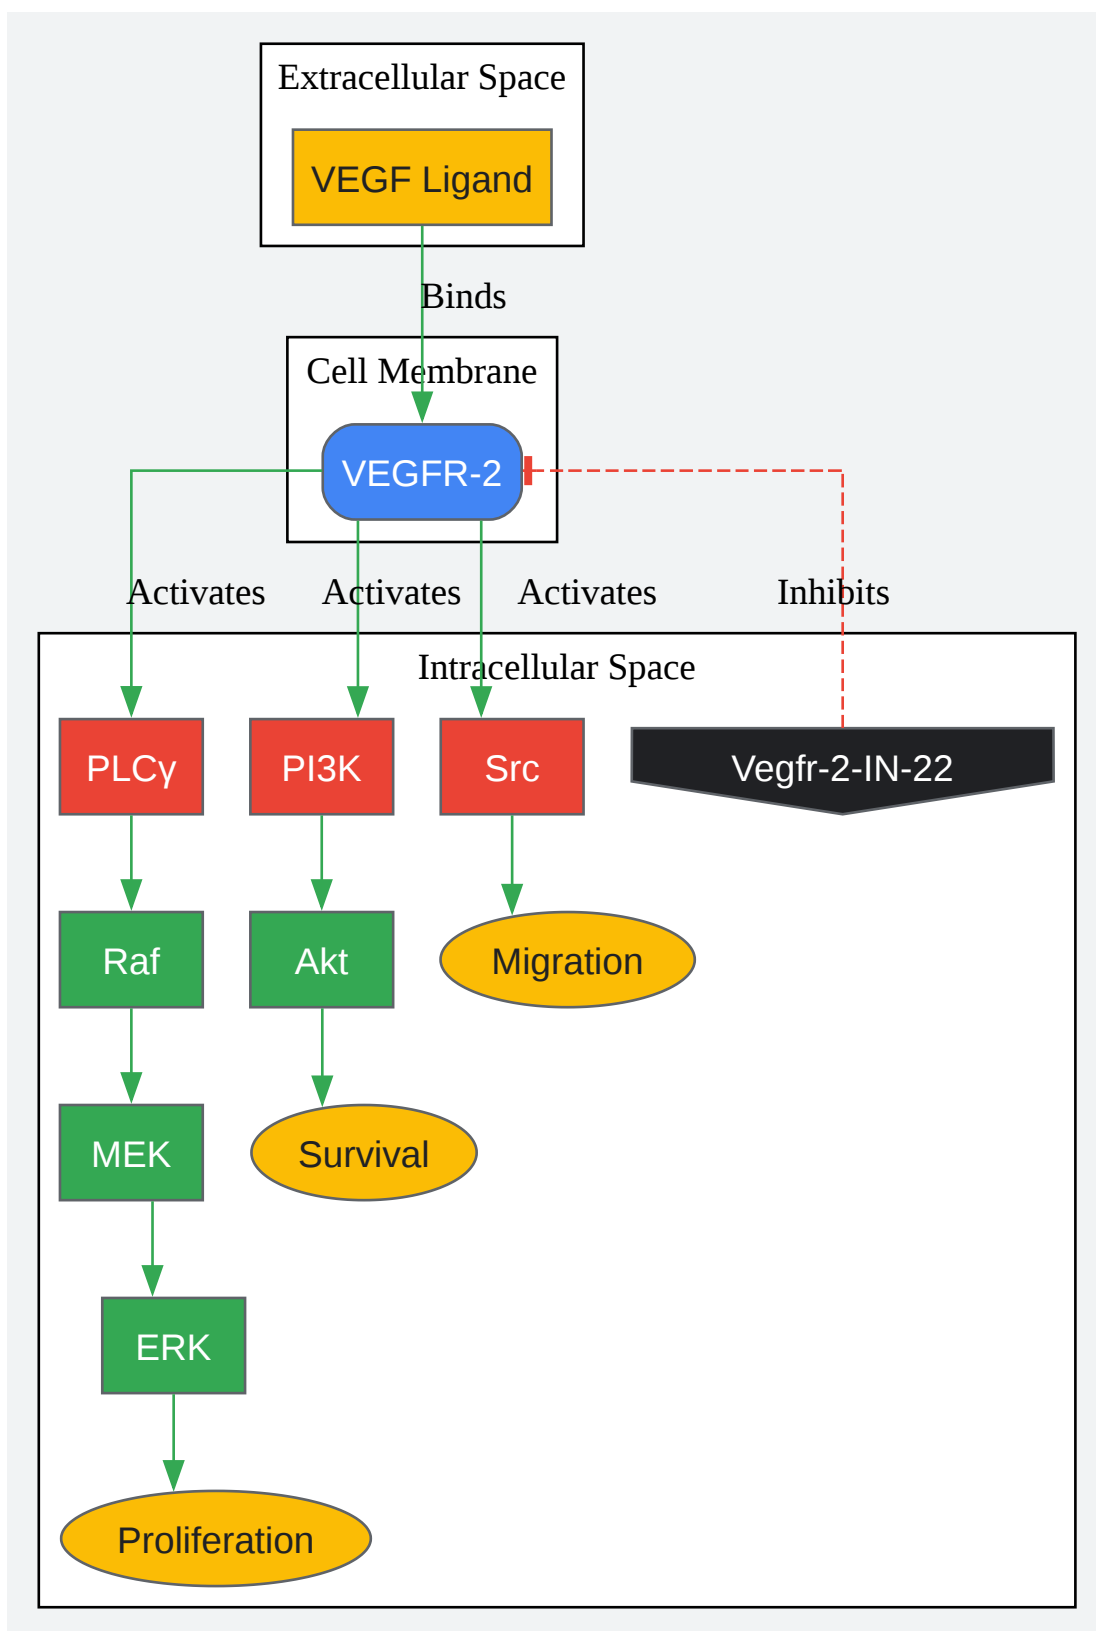 Extracellular Space
VEGF Ligand
Binds
Cell Membrane
VEGFR-2
Activates
Activates
Activates
Inhibits
Intracellular Space
PLCγ
PI3K
Src
Vegfr-2-IN-22
Raf
Akt
Migration
MEK
Survival
ERK
Proliferation